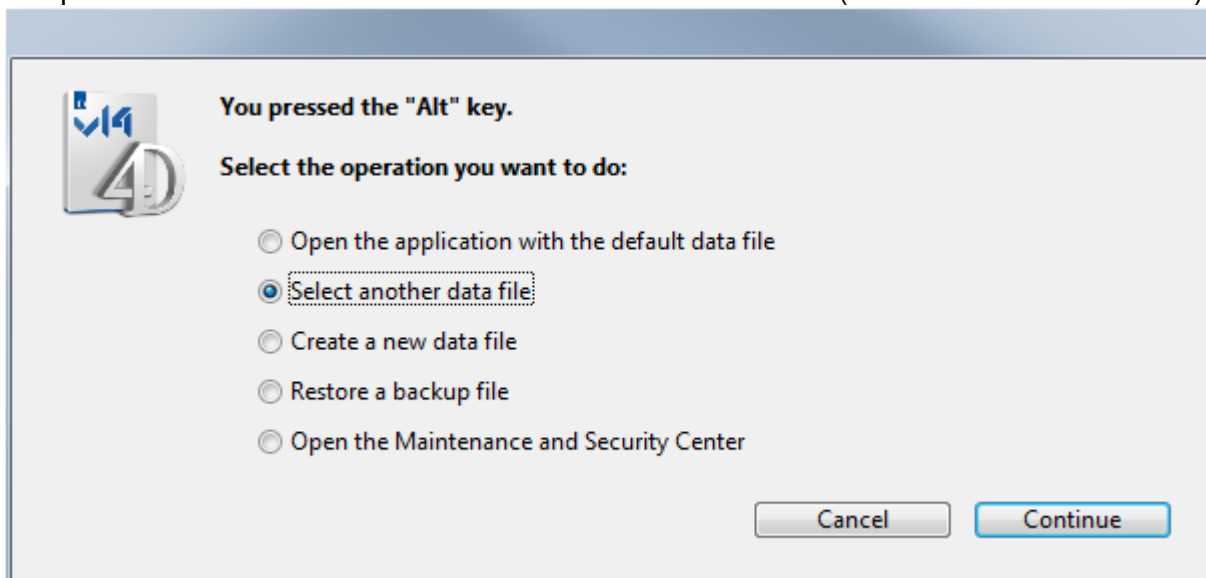 v14
4D
You pressed the "Alt" key.
Select the operation you want to do:
Open the application with the default data file
Select another data file
Create a new data file
Restore a backup file
Open the Maintenance and Security Center
Cancel Continue